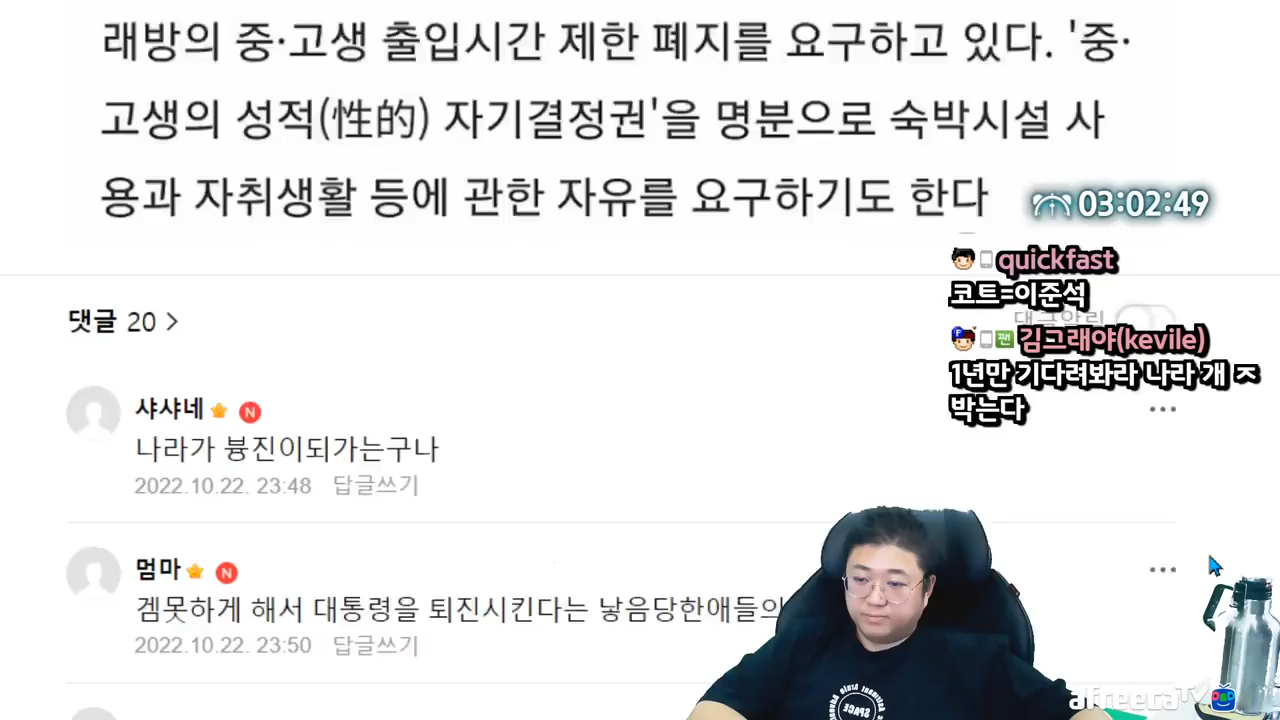 래방의 중·고생 출입시간 제한 폐지를 요구하고 있다. '중·
고생의 성적(性的) 자기결정권'을 명분으로 숙박시설 사
용과 자취생활 등에 관한 자유를 요구하기도 한다
03:02:49
quickfast
코트=이준석
댓글 20 >
댓글알림
김그래야(kevile)
1년만 기다려봐라 나라 개 ㅈ
박는다
샤샤네 N
나라가 븅진이되가는구나
2022.10.22. 23:48 답글쓰기
멈마 N
겜못하게 해서 대통령을 퇴진시킨다는 낳음당한애들의
2022.10.22. 23:50 답글쓰기
SPACE
afreecaTV